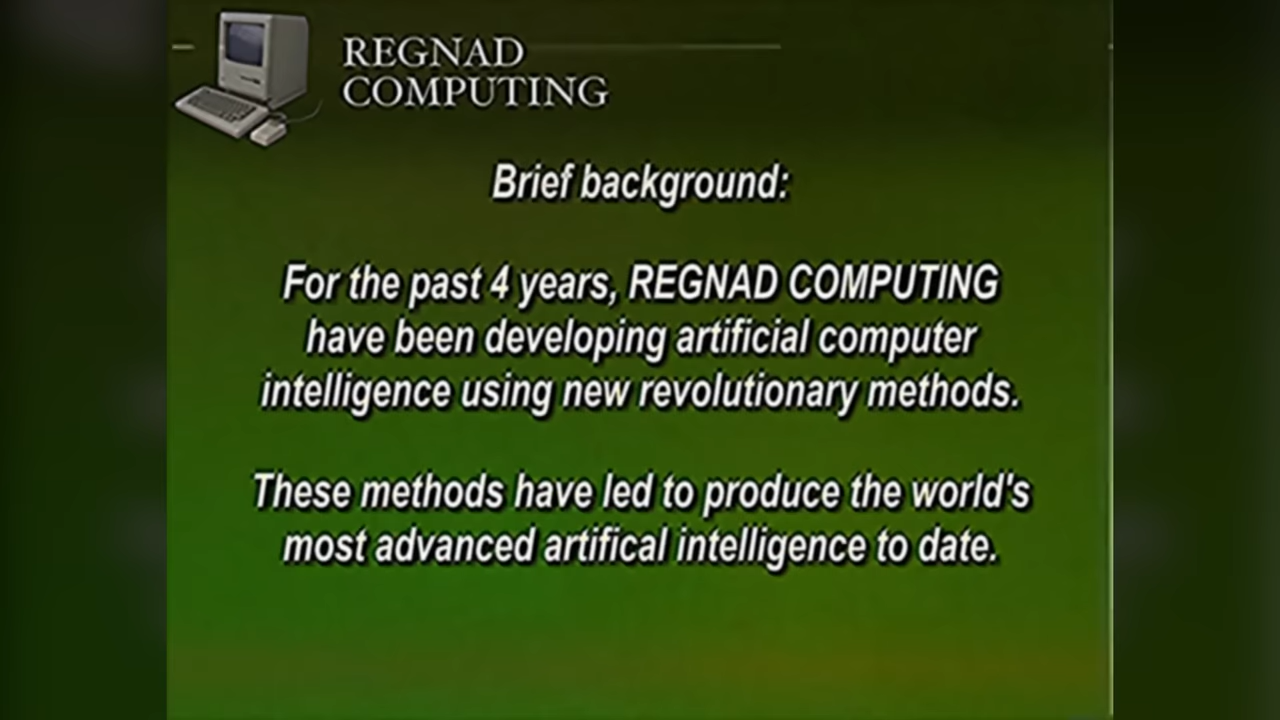 REGNAD
COMPUTING
Brief background:
For the past 4 years, REGNAD COMPUTING
have been developing artificial computer
intelligence using new revolutionary methods.
These methods have led to produce the world's
most advanced artifical intelligence to date.